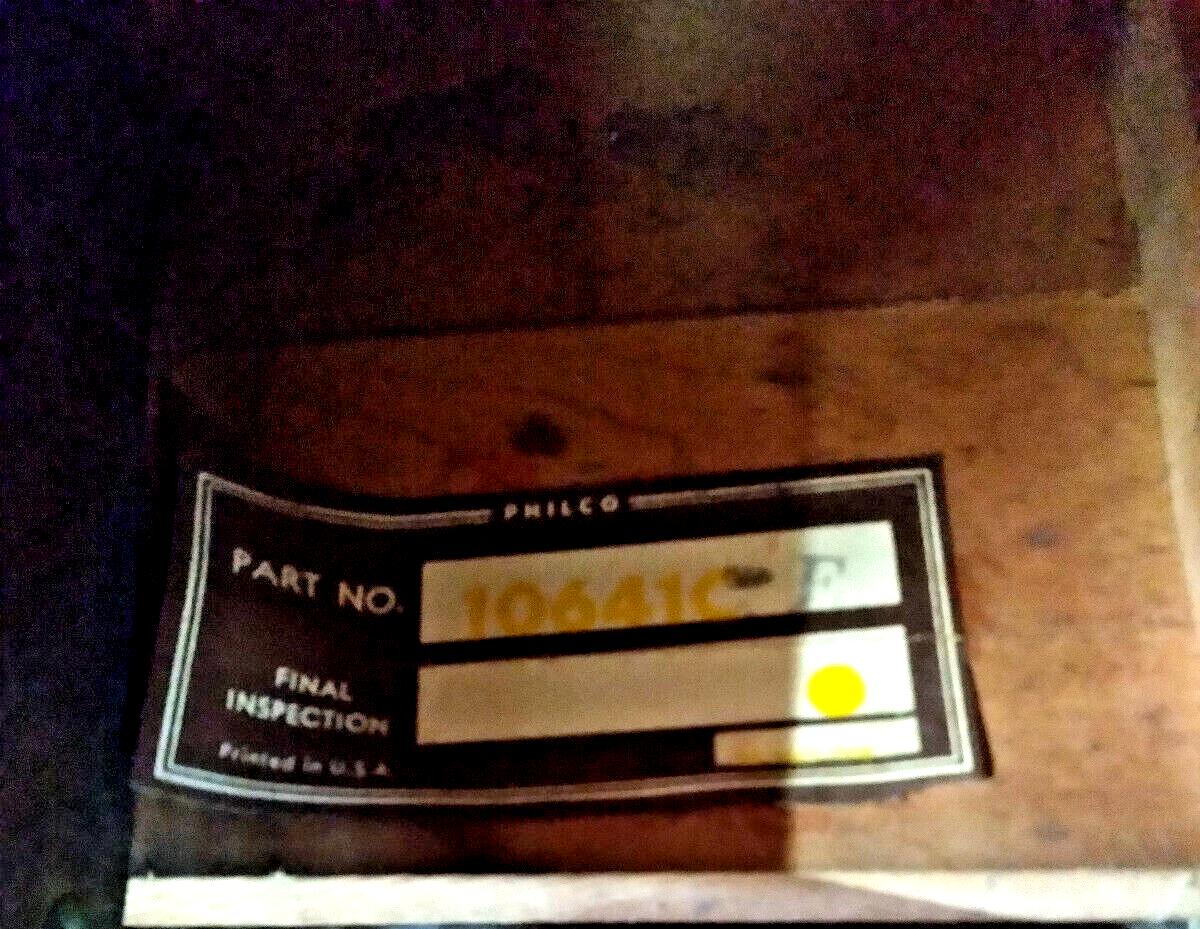 PHILCO
PART NO. 10641C F
FINAL
INSPECTION
Printed in U.S.A.